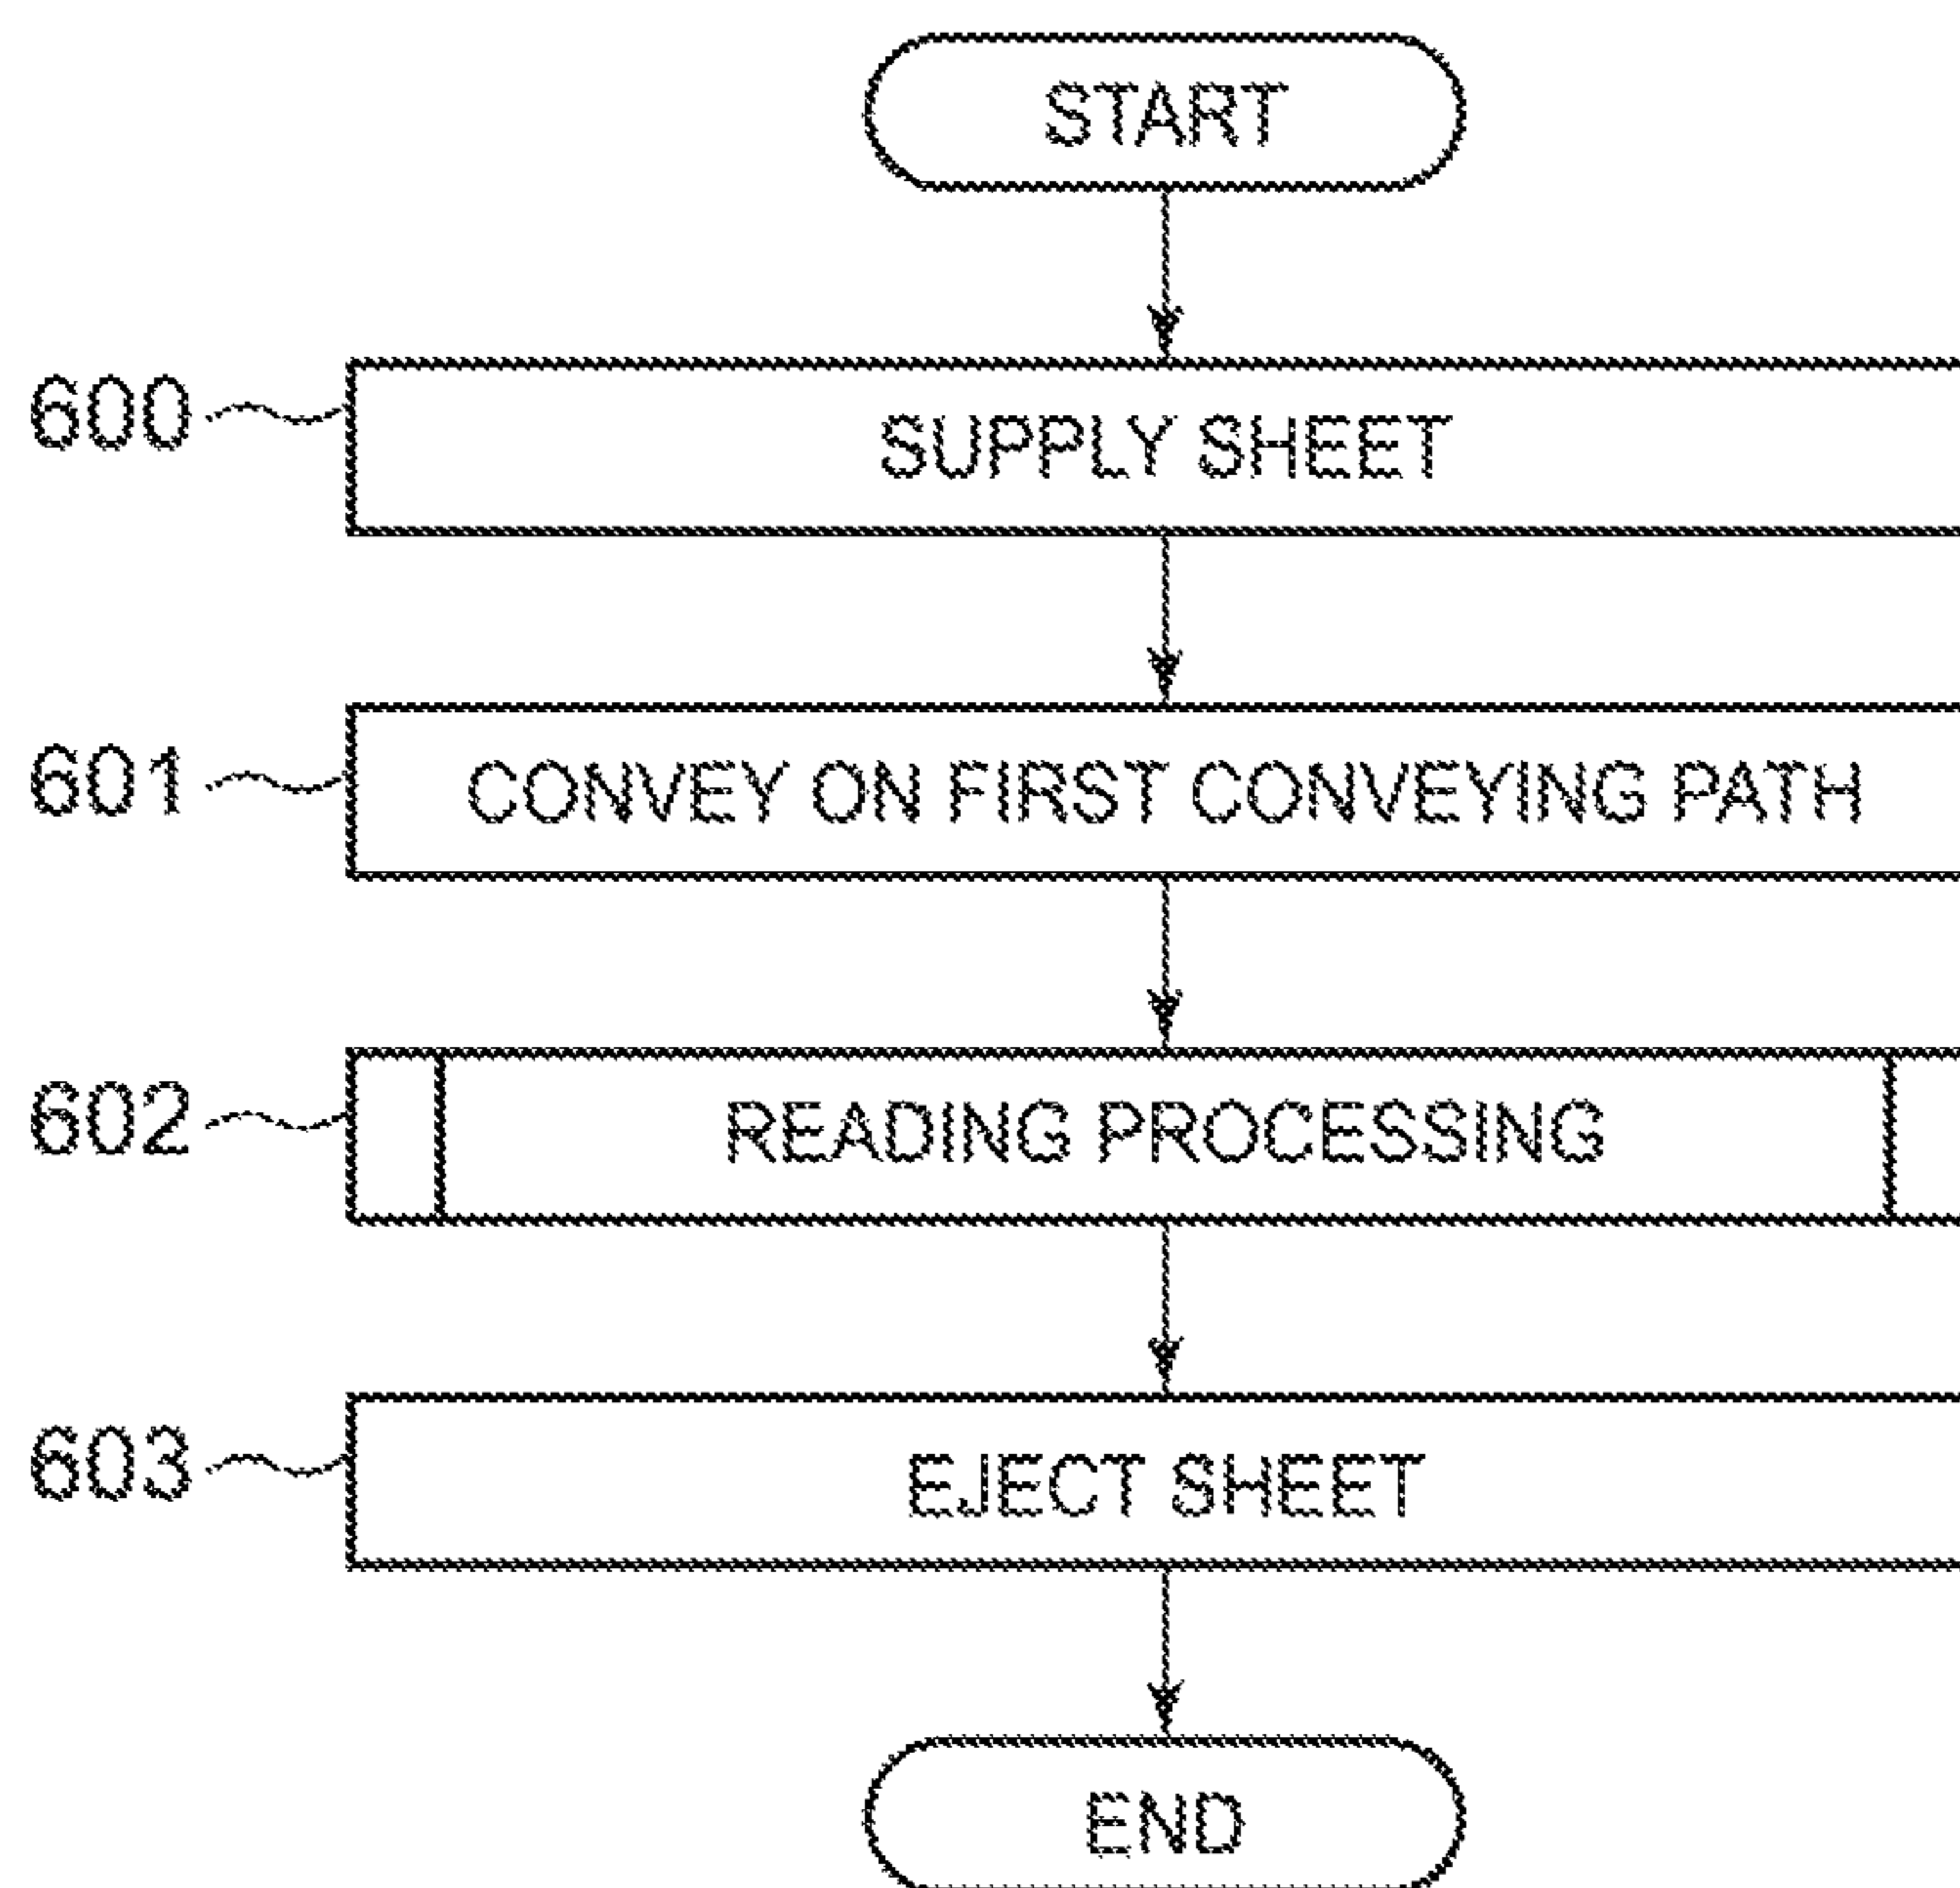 START
600 SUPPLY SHEET
601 CONVEY ON FIRST CONVEYING PATH
602 READING PROCESSING
603 EJECT SHEET
END